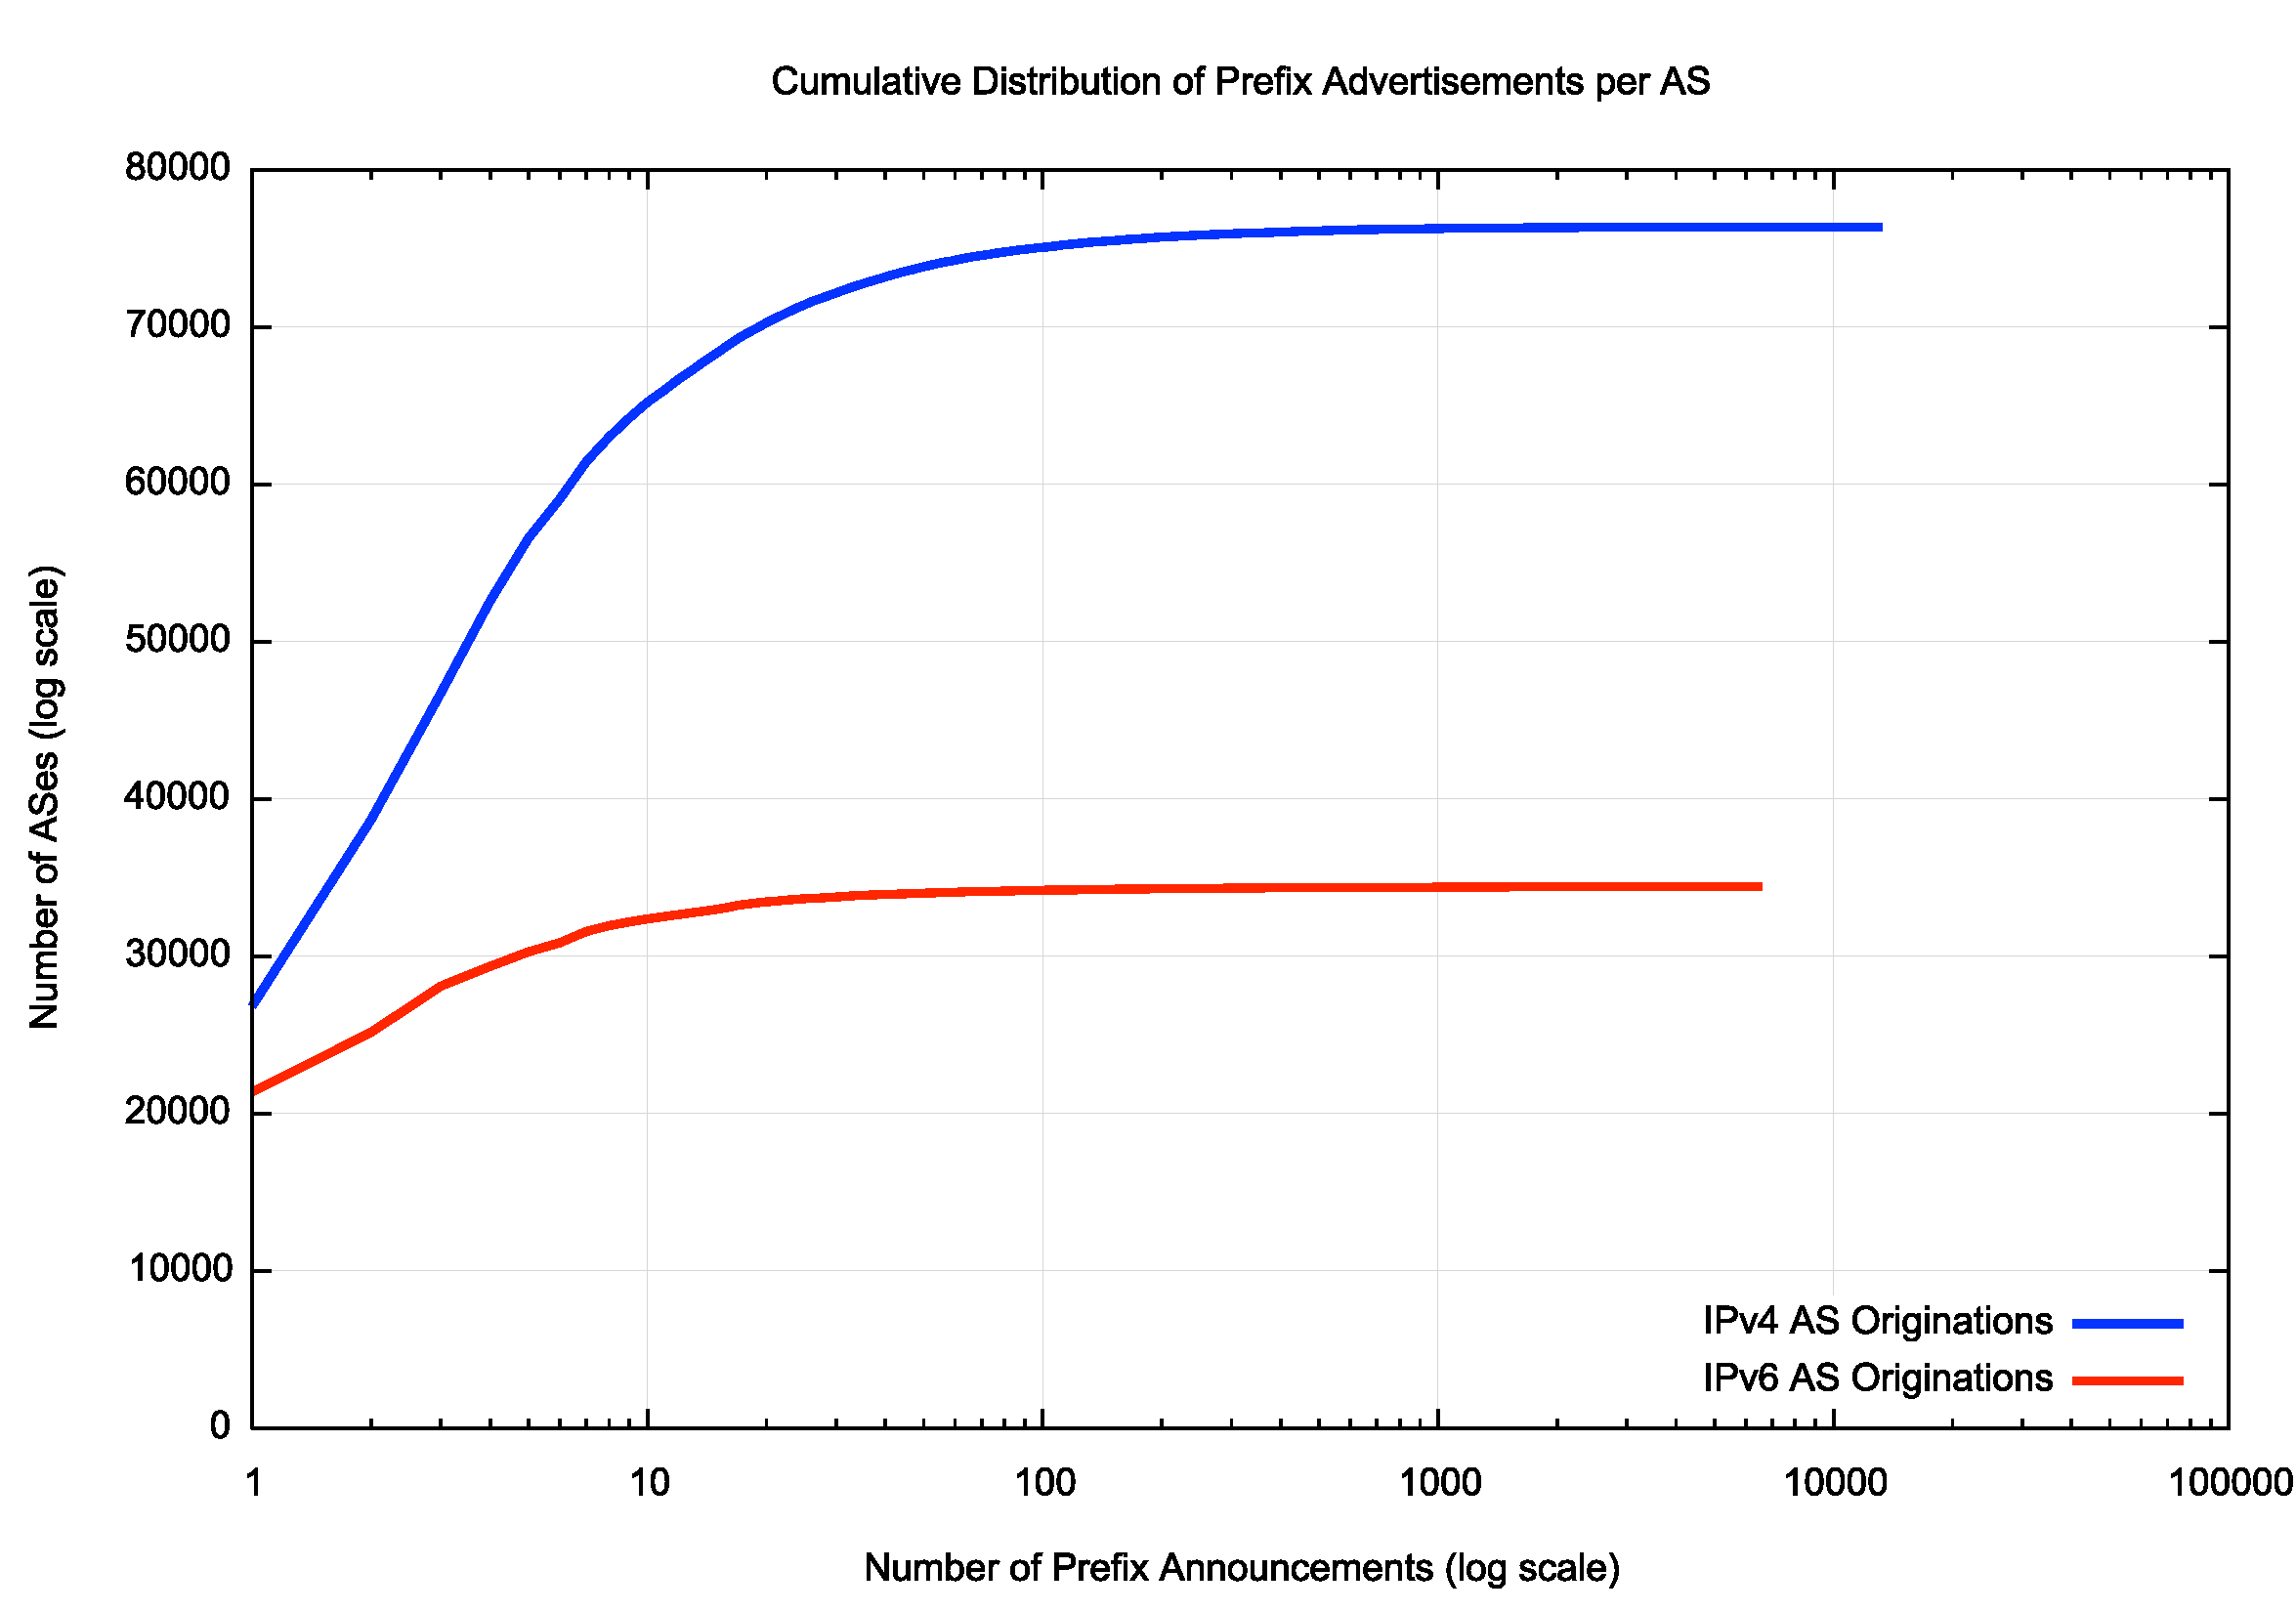 Cumulative Distribution of Prefix Advertisements per AS
80000
70000
60000
50000
40000
30000
20000
10000
0
Number of ASes (log scale)
IPv4 AS Originations
IPv6 AS Originations
1 10 100 1000 10000 100000
Number of Prefix Announcements (log scale)